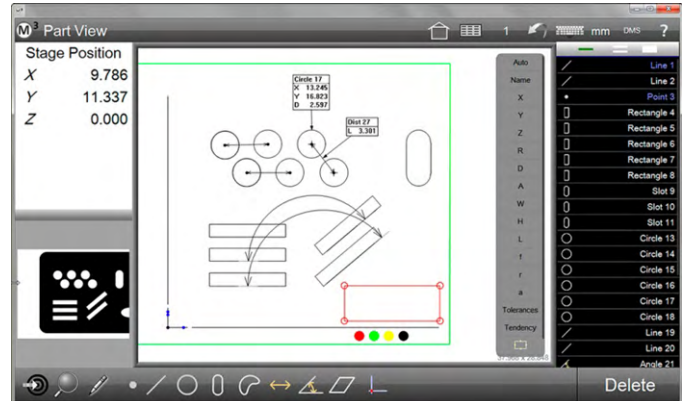 M3 Part View
1
mm
DMS
?
Stage Position
X 9.786
Y 11.337
Z 0.000
Circle 17
X 13.245
Y 16.823
D 2.597
Dist 27
L 3.301
Auto
Name
X
Y
Z
R
D
A
W
H
L
f
r
a
Tolerances
Tendency
Line 1
Line 2
Point 3
Rectangle 4
Rectangle 5
Rectangle 6
Rectangle 7
Rectangle 8
Slot 9
Slot 10
Slot 11
Circle 13
Circle 14
Circle 15
Circle 16
Circle 17
Circle 18
Line 19
Line 20
Angle 21
Delete